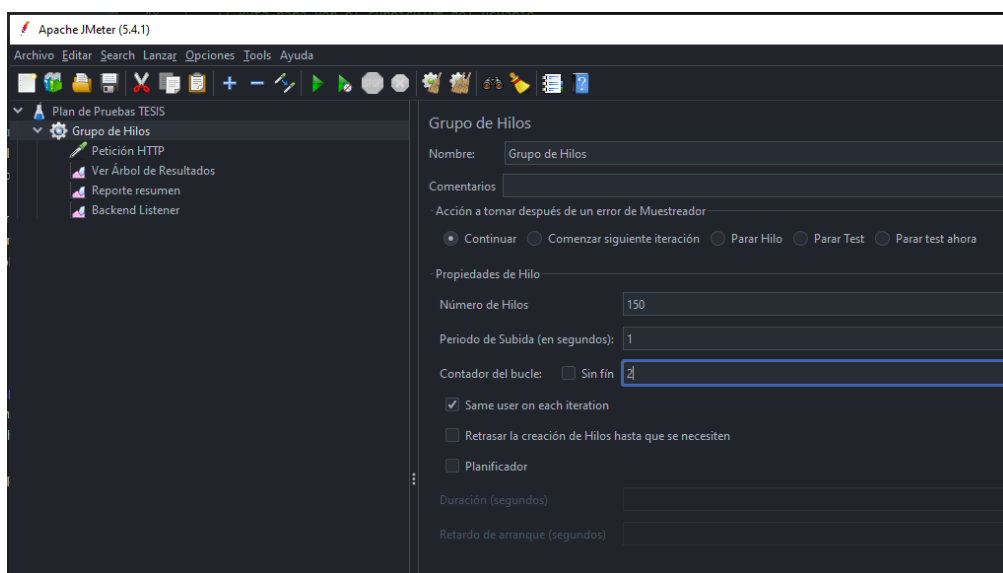 Apache JMeter (5.4.1)
Archivo Editar Search Lanzar Opciones Tools Ayuda
Plan de Pruebas TESIS
Grupo de Hilos
Petición HTTP
Ver Árbol de Resultados
Reporte resumen
Backend Listener
Grupo de Hilos
Nombre: Grupo de Hilos
Comentarios
Acción a tomar después de un error de Muestreador
Continuar Comenzar siguiente iteración Parar Hilo Parar Test Parar test ahora
Propiedades de Hilo
Número de Hilos 150
Periodo de Subida (en segundos): 1
Contador del bucle: Sin fín 2
Same user on each iteration
Retrasar la creación de Hilos hasta que se necesiten
Planificador
Duración (segundos)
Retardo de arranque (segundos)